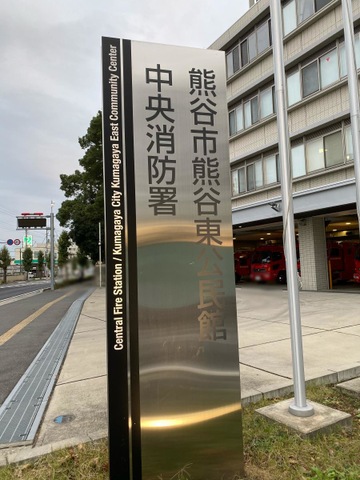 熊谷市熊谷東公民館
中央消防署
Central Fire Station / Kumagaya City Kumagaya East Community Center